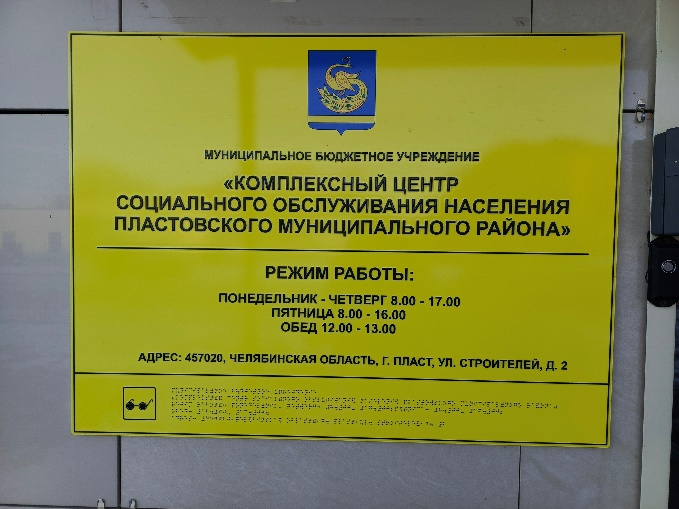 МУНИЦИПАЛЬНОЕ БЮДЖЕТНОЕ УЧРЕЖДЕНИЕ
«КОМПЛЕКСНЫЙ ЦЕНТР
СОЦИАЛЬНОГО ОБСЛУЖИВАНИЯ НАСЕЛЕНИЯ
ПЛАСТОВСКОГО МУНИЦИПАЛЬНОГО РАЙОНА»
РЕЖИМ РАБОТЫ:
ПОНЕДЕЛЬНИК - ЧЕТВЕРГ 8.00 - 17.00
ПЯТНИЦА 8.00 - 16.00
ОБЕД 12.00 - 13.00
АДРЕС: 457020, ЧЕЛЯБИНСКАЯ ОБЛАСТЬ, Г. ПЛАСТ, УЛ. СТРОИТЕЛЕЙ, Д. 2